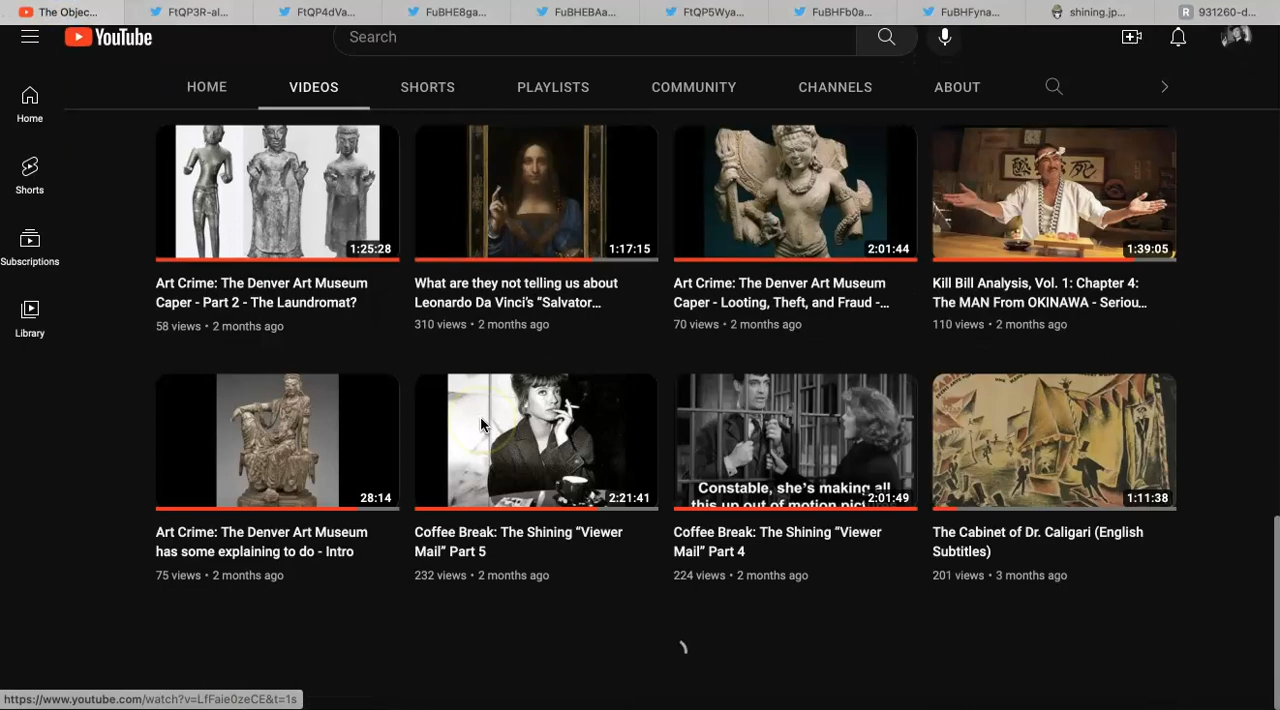 The Objec...
FtQP3R-al...
FtQP4dVa...
FuBHE8ga...
FuBHEBAa...
FtQP5Wya...
FuBHFb0a...
FuBHFyna...
shining.jp...
R 931260-d...
YouTube
Search
HOME
VIDEOS
SHORTS
PLAYLISTS
COMMUNITY
CHANNELS
ABOUT
Home
Shorts
Subscriptions
Library
1:25:28
1:17:15
2:01:44
1:39:05
Art Crime: The Denver Art Museum
Caper - Part 2 - The Laundromat?
58 views • 2 months ago
What are they not telling us about
Leonardo Da Vinci's “Salvator...
310 views • 2 months ago
Art Crime: The Denver Art Museum
Caper - Looting, Theft, and Fraud -...
70 views • 2 months ago
Kill Bill Analysis, Vol. 1: Chapter 4:
The MAN From OKINAWA - Seriou...
110 views • 2 months ago
28:14
2:21:41
Constable, she's making all
this up out of motion pictures
2:01:49
1:11:38
Art Crime: The Denver Art Museum
has some explaining to do - Intro
75 views • 2 months ago
Coffee Break: The Shining “Viewer
Mail” Part 5
232 views • 2 months ago
Coffee Break: The Shining “Viewer
Mail” Part 4
224 views • 2 months ago
The Cabinet of Dr. Caligari (English
Subtitles)
201 views • 3 months ago
https://www.youtube.com/watch?v=LfFaie0zeCE&t=1s